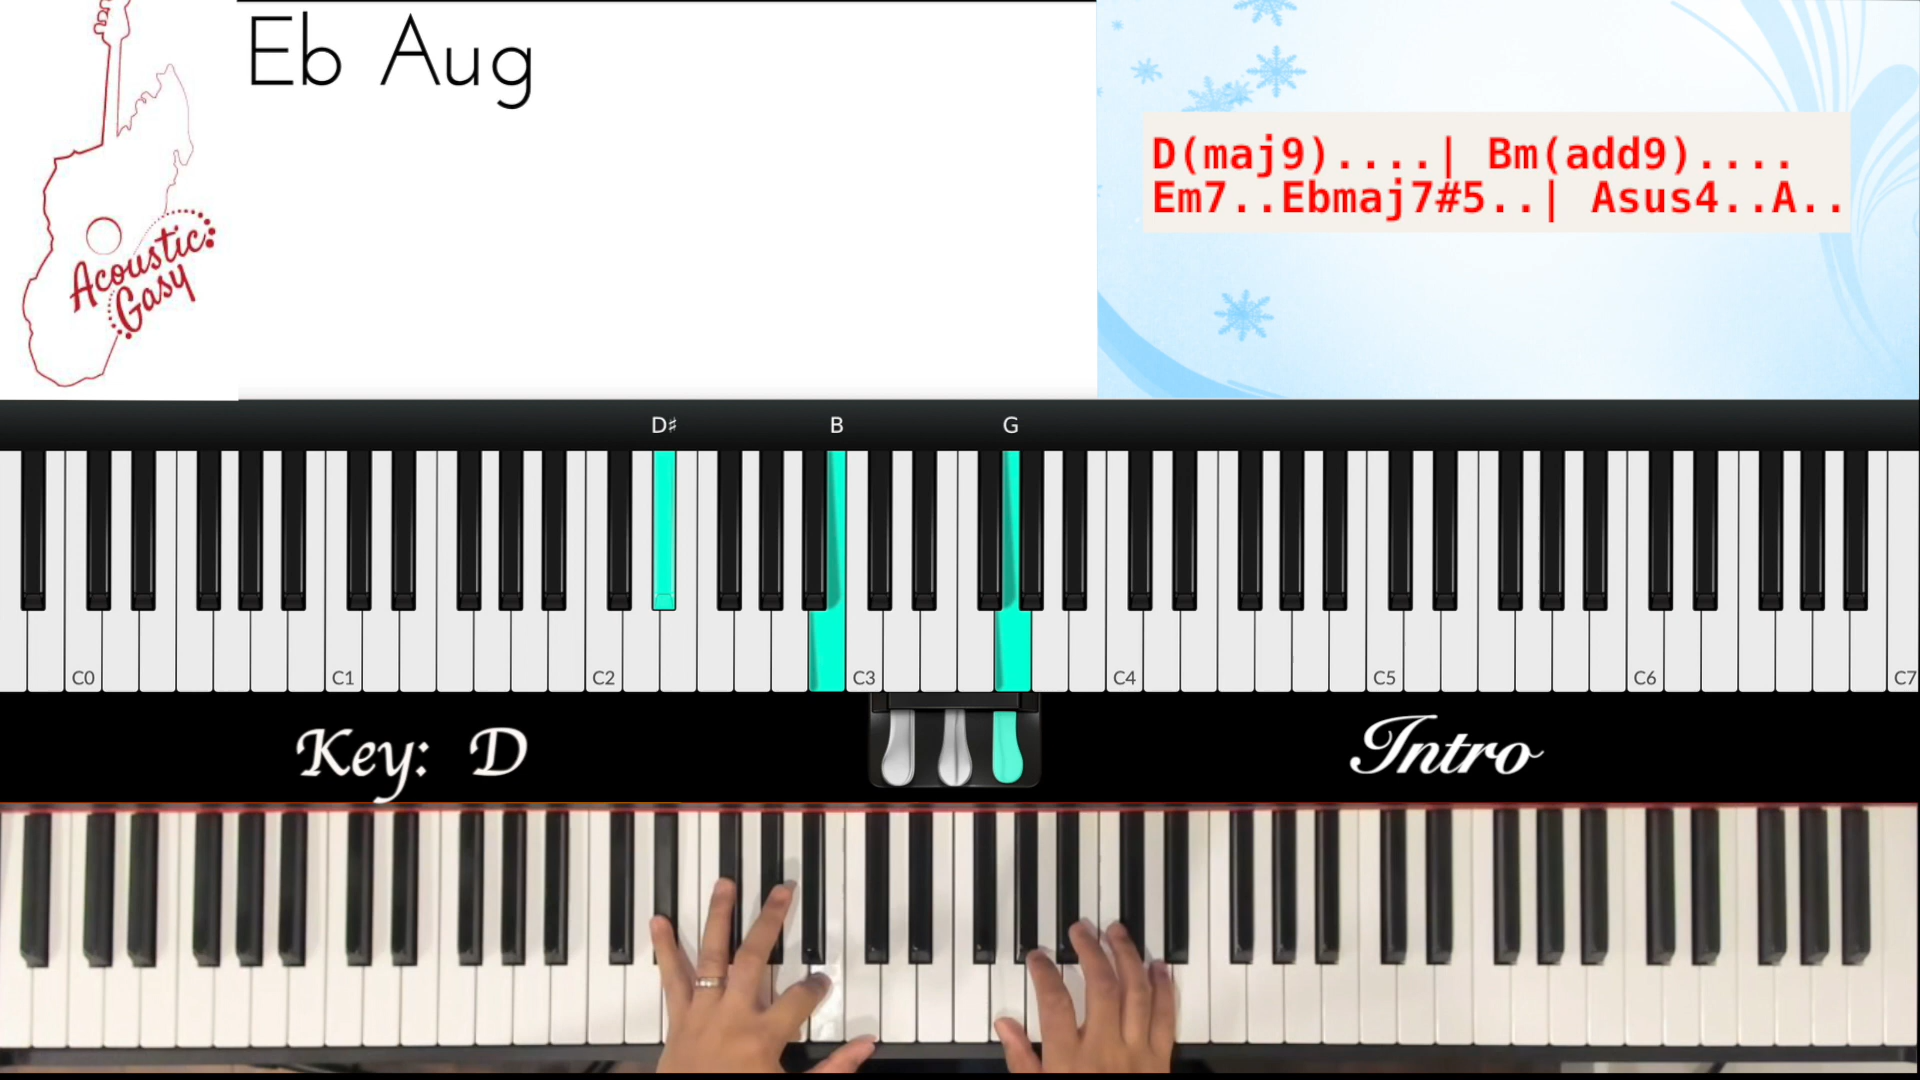 Eb Aug
D(maj9)....| Bm(add9)....
Em7..Ebmaj7#5..| Asus4..A..
Acoustic
Gasy
D♯ B G
C0 C1 C2 C3 C4 C5 C6 C7
Key: D
Intro